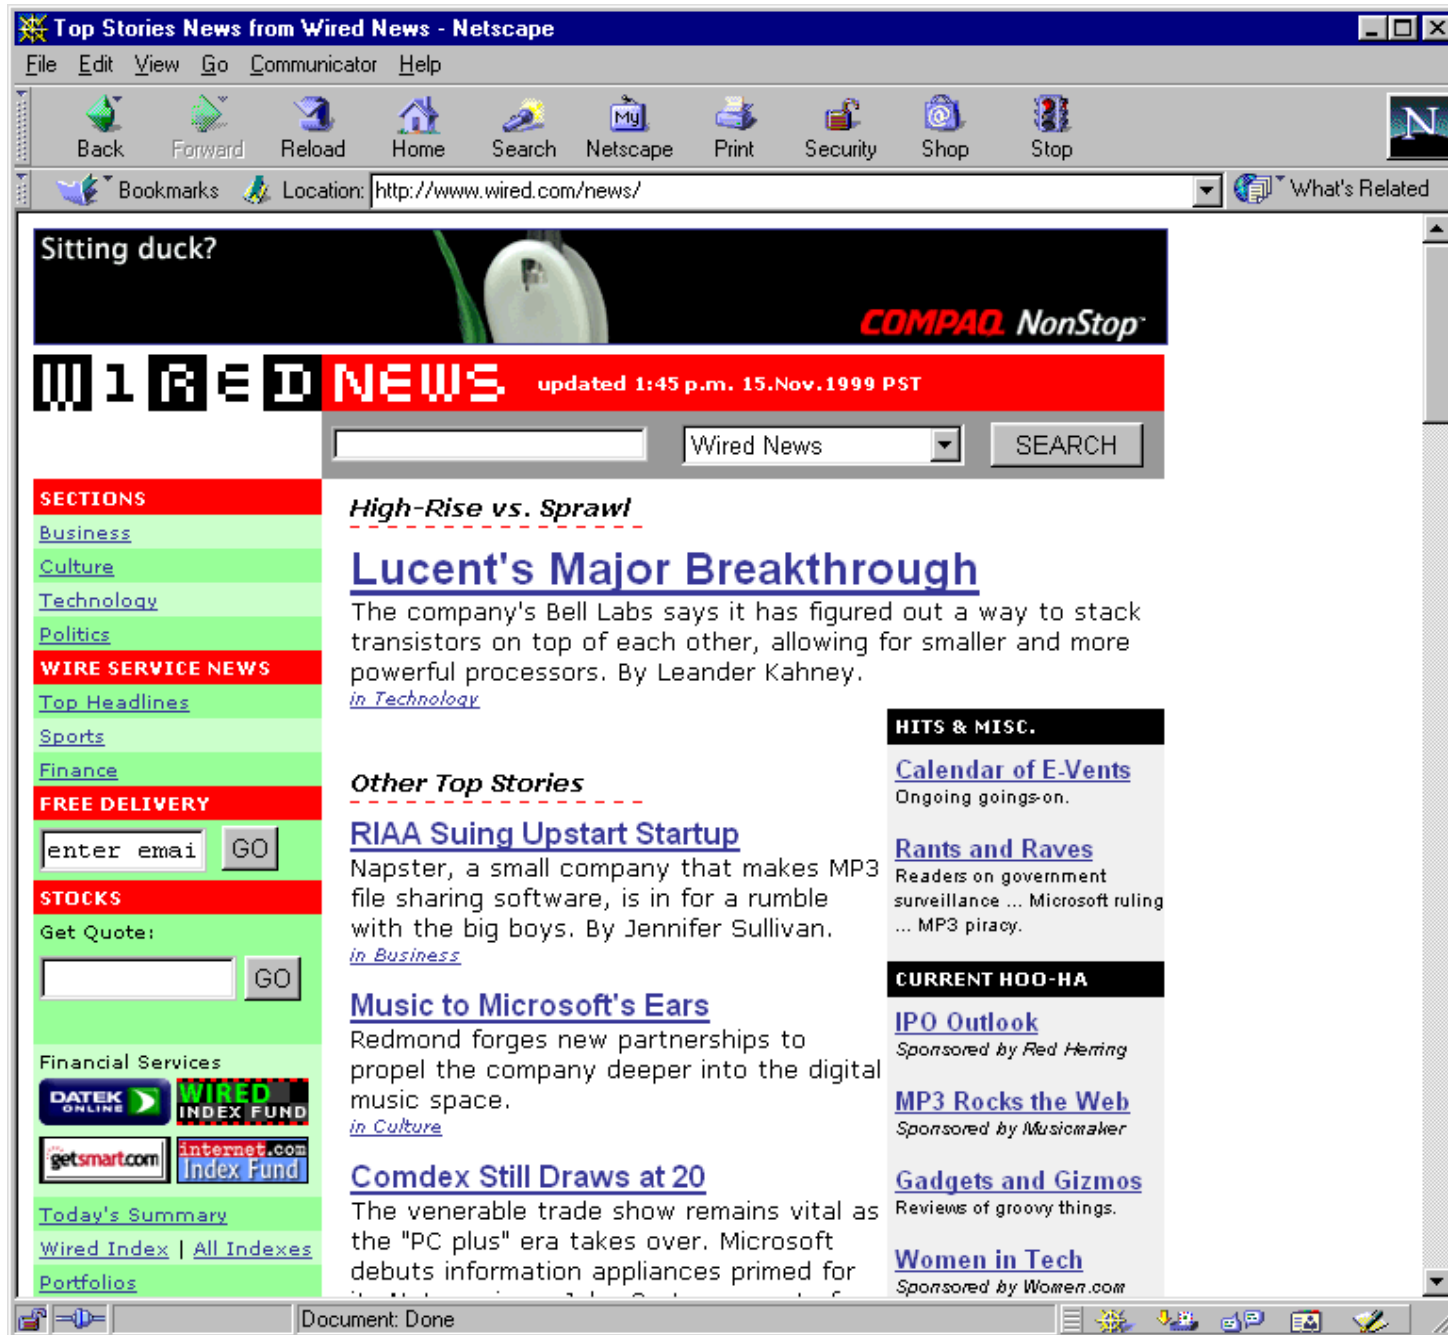 Top Stories News from Wired News - Netscape
File Edit View Go Communicator Help
My
Back Forward Reload Home Search Netscape Print Security Shop Stop
N
Bookmarks Location: http://www.wired.com/news/ What's Related
Sitting duck?
COMPAQ NonStop
WIRED NEWS updated 1:45 p.m. 15.Nov.1999 PST
Wired News SEARCH
SECTIONS
Business
Culture
Technology
Politics
WIRE SERVICE NEWS
Top Headlines
Sports
Finance
FREE DELIVERY
enter emai GO
STOCKS
Get Quote:
GO
Financial Services
DATEK ONLINE
WIRED INDEX FUND
getsmart.com
internet.com Index Fund
Today's Summary
Wired Index | All Indexes
Portfolios
High-Rise vs. Sprawl
Lucent's Major Breakthrough
The company's Bell Labs says it has figured out a way to stack
transistors on top of each other, allowing for smaller and more
powerful processors. By Leander Kahney.
in Technology
Other Top Stories
RIAA Suing Upstart Startup
Napster, a small company that makes MP3
file sharing software, is in for a rumble
with the big boys. By Jennifer Sullivan.
in Business
Music to Microsoft's Ears
Redmond forges new partnerships to
propel the company deeper into the digital
music space.
in Culture
Comdex Still Draws at 20
The venerable trade show remains vital as
the "PC plus" era takes over. Microsoft
debuts information appliances primed for
HITS & MISC.
Calendar of E-Vents
Ongoing goings-on.
Rants and Raves
Readers on government
surveillance ... Microsoft ruling
... MP3 piracy.
CURRENT HOO-HA
IPO Outlook
Sponsored by Red Herring
MP3 Rocks the Web
Sponsored by Musicmaker
Gadgets and Gizmos
Reviews of groovy things.
Women in Tech
Sponsored by Women.com
Document: Done